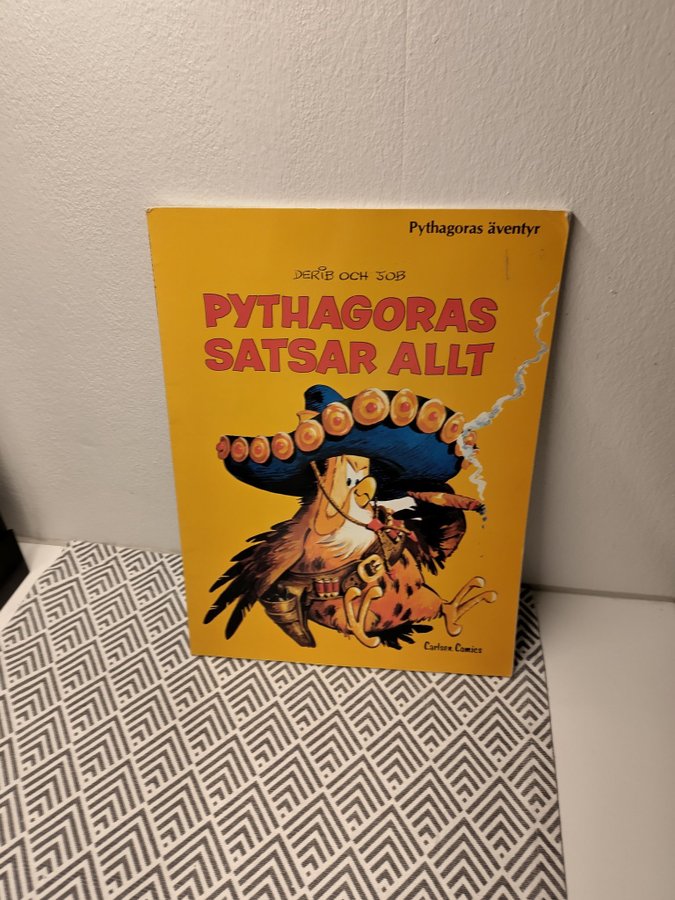 Pythagoras äventyr
DERIB OCH JOB
PYTHAGORAS
SATSAR ALLT
Carlsen Comics